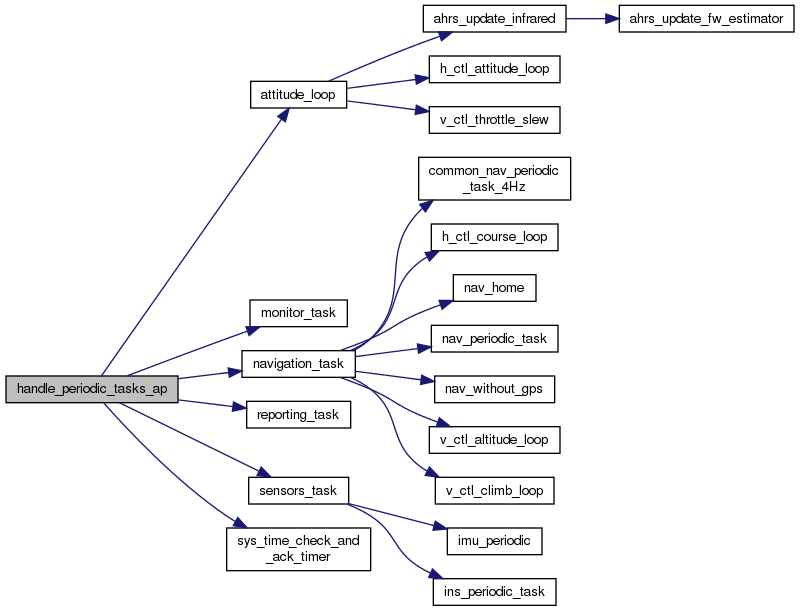 ahrs_update_infrared
ahrs_update_fw_estimator
h_ctl_attitude_loop
attitude_loop
v_ctl_throttle_slew
common_nav_periodic
_task_4Hz
h_ctl_course_loop
nav_home
monitor_task
nav_periodic_task
navigation_task
handle_periodic_tasks_ap
nav_without_gps
reporting_task
v_ctl_altitude_loop
sensors_task
v_ctl_climb_loop
sys_time_check_and
_ack_timer
imu_periodic
ins_periodic_task